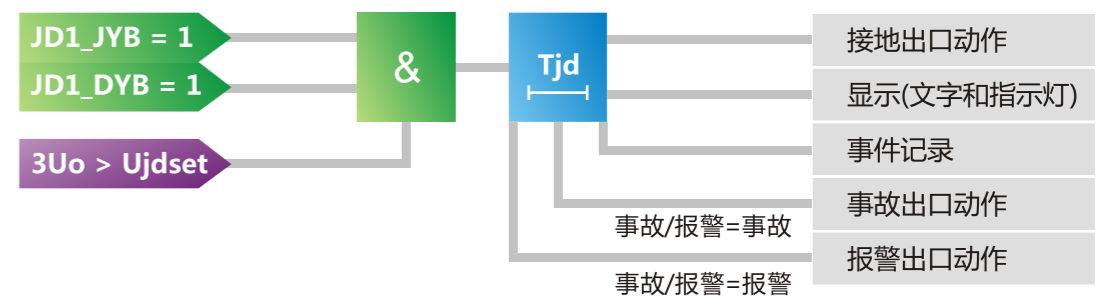 JD1_JYB = 1
JD1_DYB = 1
3Uo > Ujdset
&
Tjd
接地出口动作
显示(文字和指示灯)
事件记录
事故出口动作
报警出口动作
事故/报警=事故
事故/报警=报警